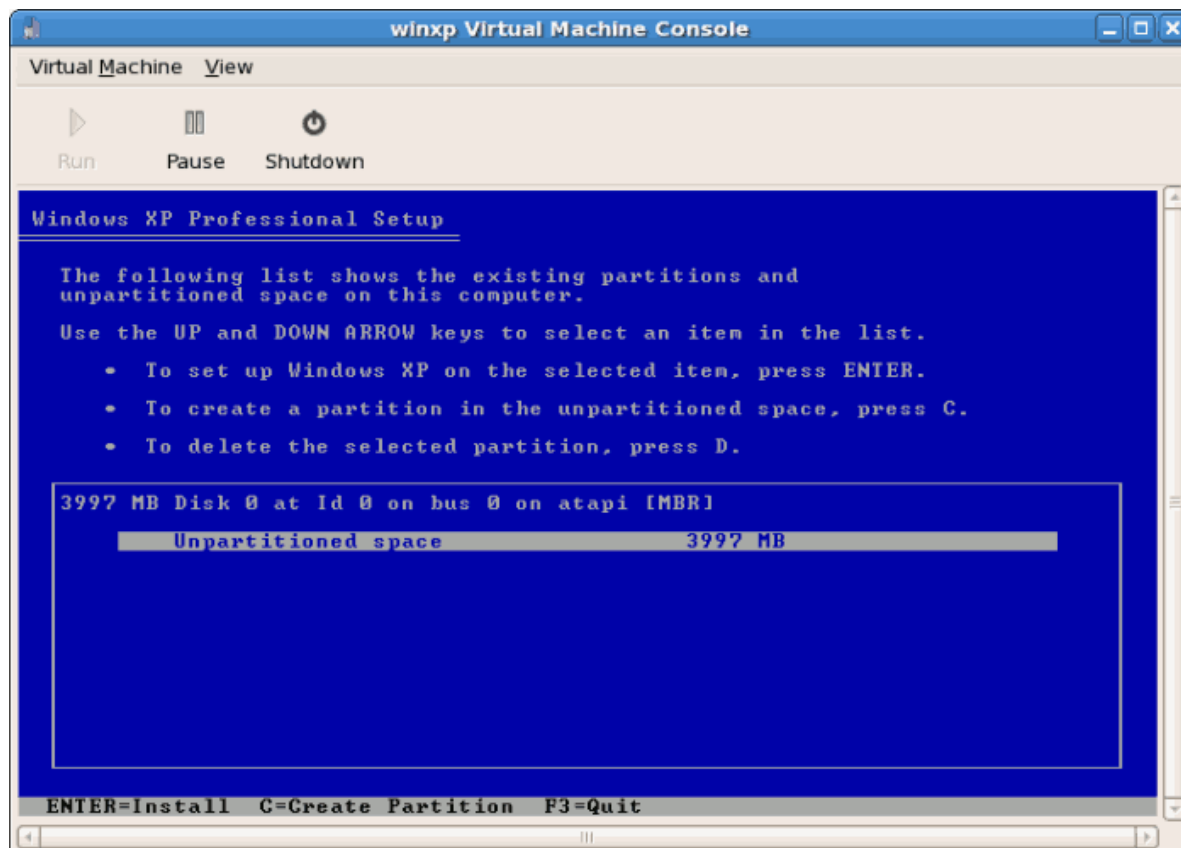 winxp Virtual Machine Console
Virtual Machine View
Run Pause Shutdown
Windows XP Professional Setup
The following list shows the existing partitions and
unpartitioned space on this computer.
Use the UP and DOWN ARROW keys to select an item in the list.
• To set up Windows XP on the selected item, press ENTER.
• To create a partition in the unpartitioned space, press C.
• To delete the selected partition, press D.
3997 MB Disk 0 at Id 0 on bus 0 on atapi [MBR]
Unpartitioned space 3997 MB
ENTER=Install C=Create Partition F3=Quit